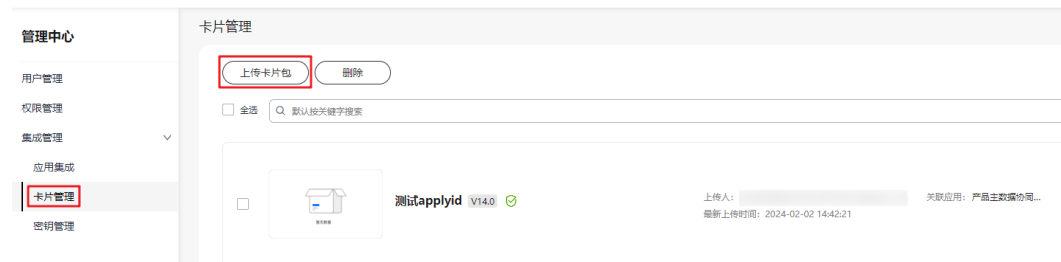 管理中心
用户管理
权限管理
集成管理
应用集成
卡片管理
密钥管理
卡片管理
上传卡片包 删除
全选 默认按关键字搜索
测试applyid V14.0
上传人: 关联应用: 产品主数据协同...
最新上传时间: 2024-02-02 14:42:21